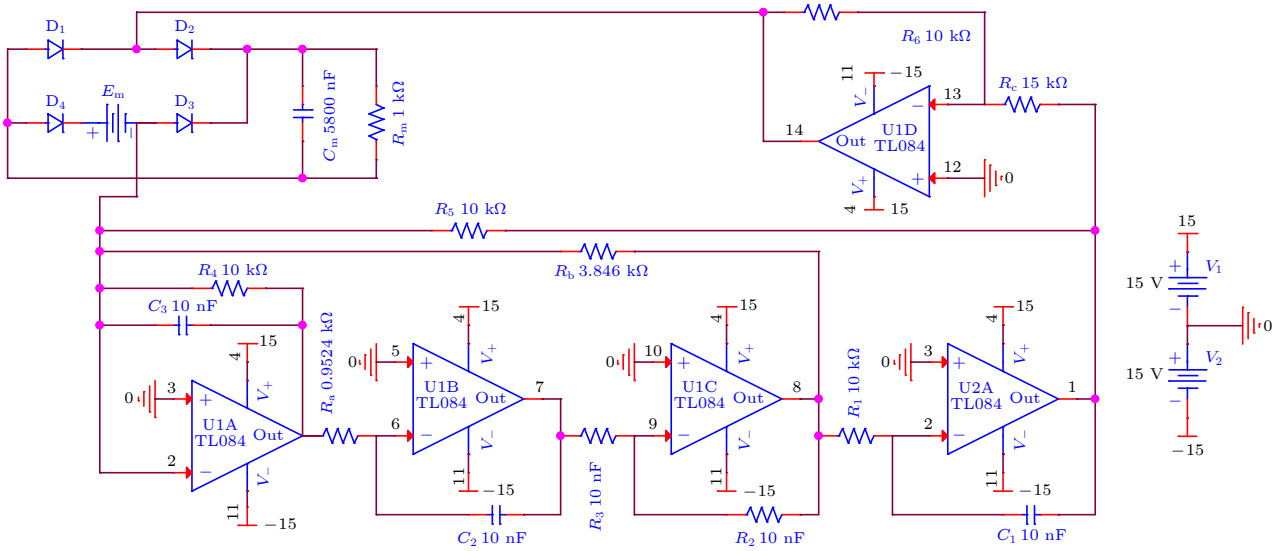 D₁
D₂
R₆ 10 kΩ
D₄
Eₘ
D₃
+
−
Cₘ 5800 nF
Rₘ 1 kΩ
11
−15
V₋
13
R_c 15 kΩ
−
14
Out
U1D
TL084
12
+
V₊
0
4
15
R₅ 10 kΩ
R_b 3.846 kΩ
R₄ 10 kΩ
C₃ 10 nF
15
4
V₊
0
3
+
U1A
TL084
Out
2
−
V₋
11
−15
Rₐ 0.9524 kΩ
15
4
V₊
0
5
+
U1B
TL084
Out
7
6
−
V₋
11
−15
C₂ 10 nF
R₃ 10 nF
15
4
V₊
0
10
+
U1C
TL084
Out
8
9
−
V₋
11
−15
R₂ 10 nF
R₁ 10 kΩ
15
4
V₊
0
3
+
U2A
TL084
Out
1
2
−
V₋
11
−15
C₁ 10 nF
15
+
V₁
15 V
−
0
+
V₂
15 V
−
−15